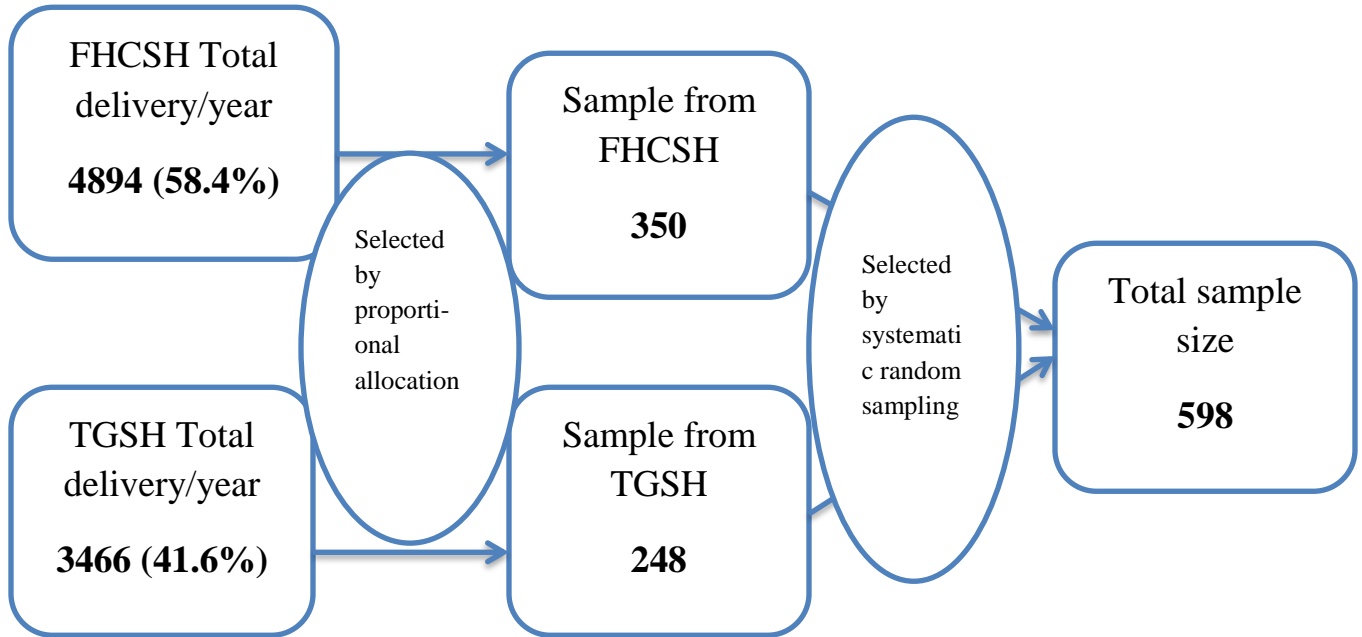 FHCSH Total
delivery/year
4894 (58.4%)
Selected
by
proporti-
onal
allocation
TGSH Total
delivery/year
3466 (41.6%)
Sample from
FHCSH
350
Sample from
TGSH
248
Selected
by
systemati
c random
sampling
Total sample
size
598